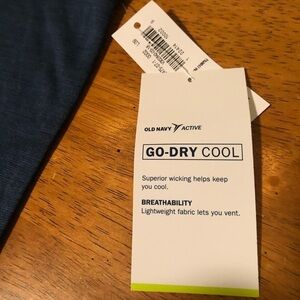 OLD NAVY ACTIVE
GO-DRY COOL
Superior wicking helps keep
you cool.
BREATHABILITY
Lightweight fabric lets you vent.